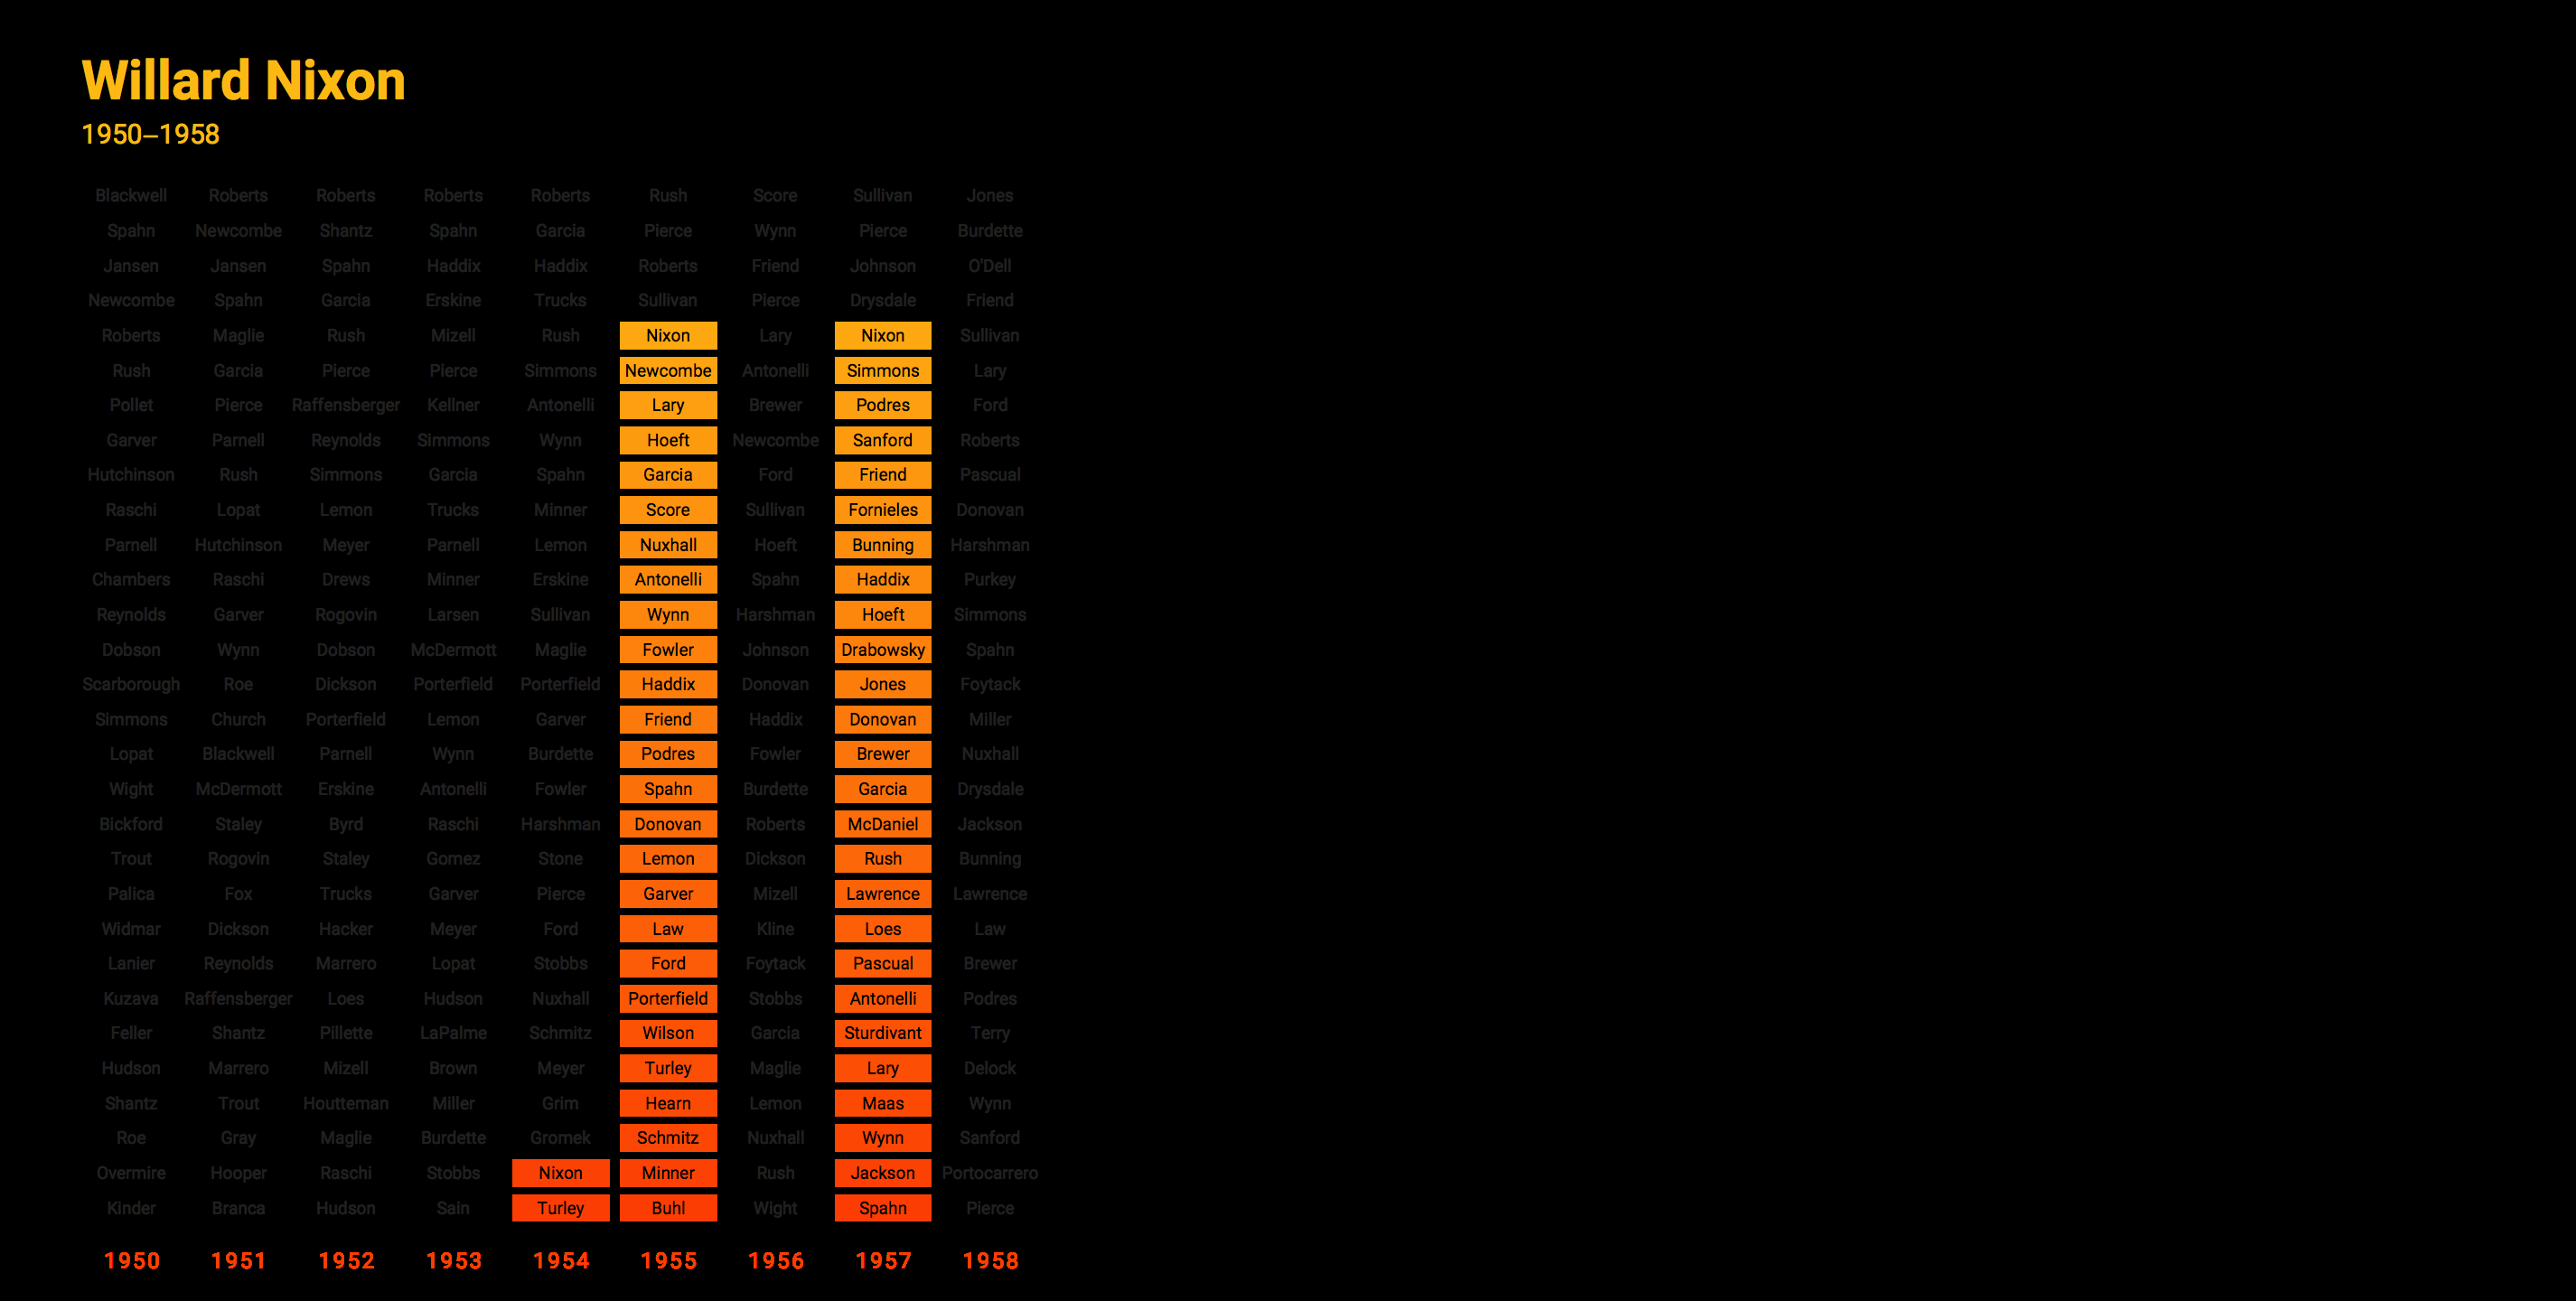 Willard Nixon
1950–1958
Blackwell Roberts Roberts Roberts Roberts Rush Score Sullivan Jones
Spahn Newcombe Shantz Spahn Garcia Pierce Wynn Pierce Burdette
Jansen Jansen Spahn Haddix Haddix Roberts Friend Johnson O'Dell
Newcombe Spahn Garcia Erskine Trucks Sullivan Pierce Drysdale Friend
Roberts Maglie Rush Mizell Rush Nixon Lary Nixon Sullivan
Rush Garcia Pierce Pierce Simmons Newcombe Antonelli Simmons Lary
Pollet Pierce Raffensberger Kellner Antonelli Lary Brewer Podres Ford
Garver Parnell Reynolds Simmons Wynn Hoeft Newcombe Sanford Roberts
Hutchinson Rush Simmons Garcia Spahn Garcia Ford Friend Pascual
Raschi Lopat Lemon Trucks Minner Score Sullivan Fornieles Donovan
Parnell Hutchinson Meyer Parnell Lemon Nuxhall Hoeft Bunning Harshman
Chambers Raschi Drews Minner Erskine Antonelli Spahn Haddix Purkey
Reynolds Garver Rogovin Larsen Sullivan Wynn Harshman Hoeft Simmons
Dobson Wynn Dobson McDermott Maglie Fowler Johnson Drabowsky Spahn
Scarborough Roe Dickson Porterfield Porterfield Haddix Donovan Jones Foytack
Simmons Church Porterfield Lemon Garver Friend Haddix Donovan Miller
Lopat Blackwell Parnell Wynn Burdette Podres Fowler Brewer Nuxhall
Wight McDermott Erskine Antonelli Fowler Spahn Burdette Garcia Drysdale
Bickford Staley Byrd Raschi Harshman Donovan Roberts McDaniel Jackson
Trout Rogovin Staley Gomez Stone Lemon Dickson Rush Bunning
Palica Fox Trucks Garver Pierce Garver Mizell Lawrence Lawrence
Widmar Dickson Hacker Meyer Ford Law Kline Loes Law
Lanier Reynolds Marrero Lopat Stobbs Ford Foytack Pascual Brewer
Kuzava Raffensberger Loes Hudson Nuxhall Porterfield Stobbs Antonelli Podres
Feller Shantz Pillette LaPalme Schmitz Wilson Garcia Sturdivant Terry
Hudson Marrero Mizell Brown Meyer Turley Maglie Lary Delock
Shantz Trout Houtteman Miller Grim Hearn Lemon Maas Wynn
Roe Gray Maglie Burdette Gromek Schmitz Nuxhall Wynn Sanford
Overmire Hooper Raschi Stobbs Nixon Minner Rush Jackson Portocarrero
Kinder Branca Hudson Sain Turley Buhl Wight Spahn Pierce
1950 1951 1952 1953 1954 1955 1956 1957 1958